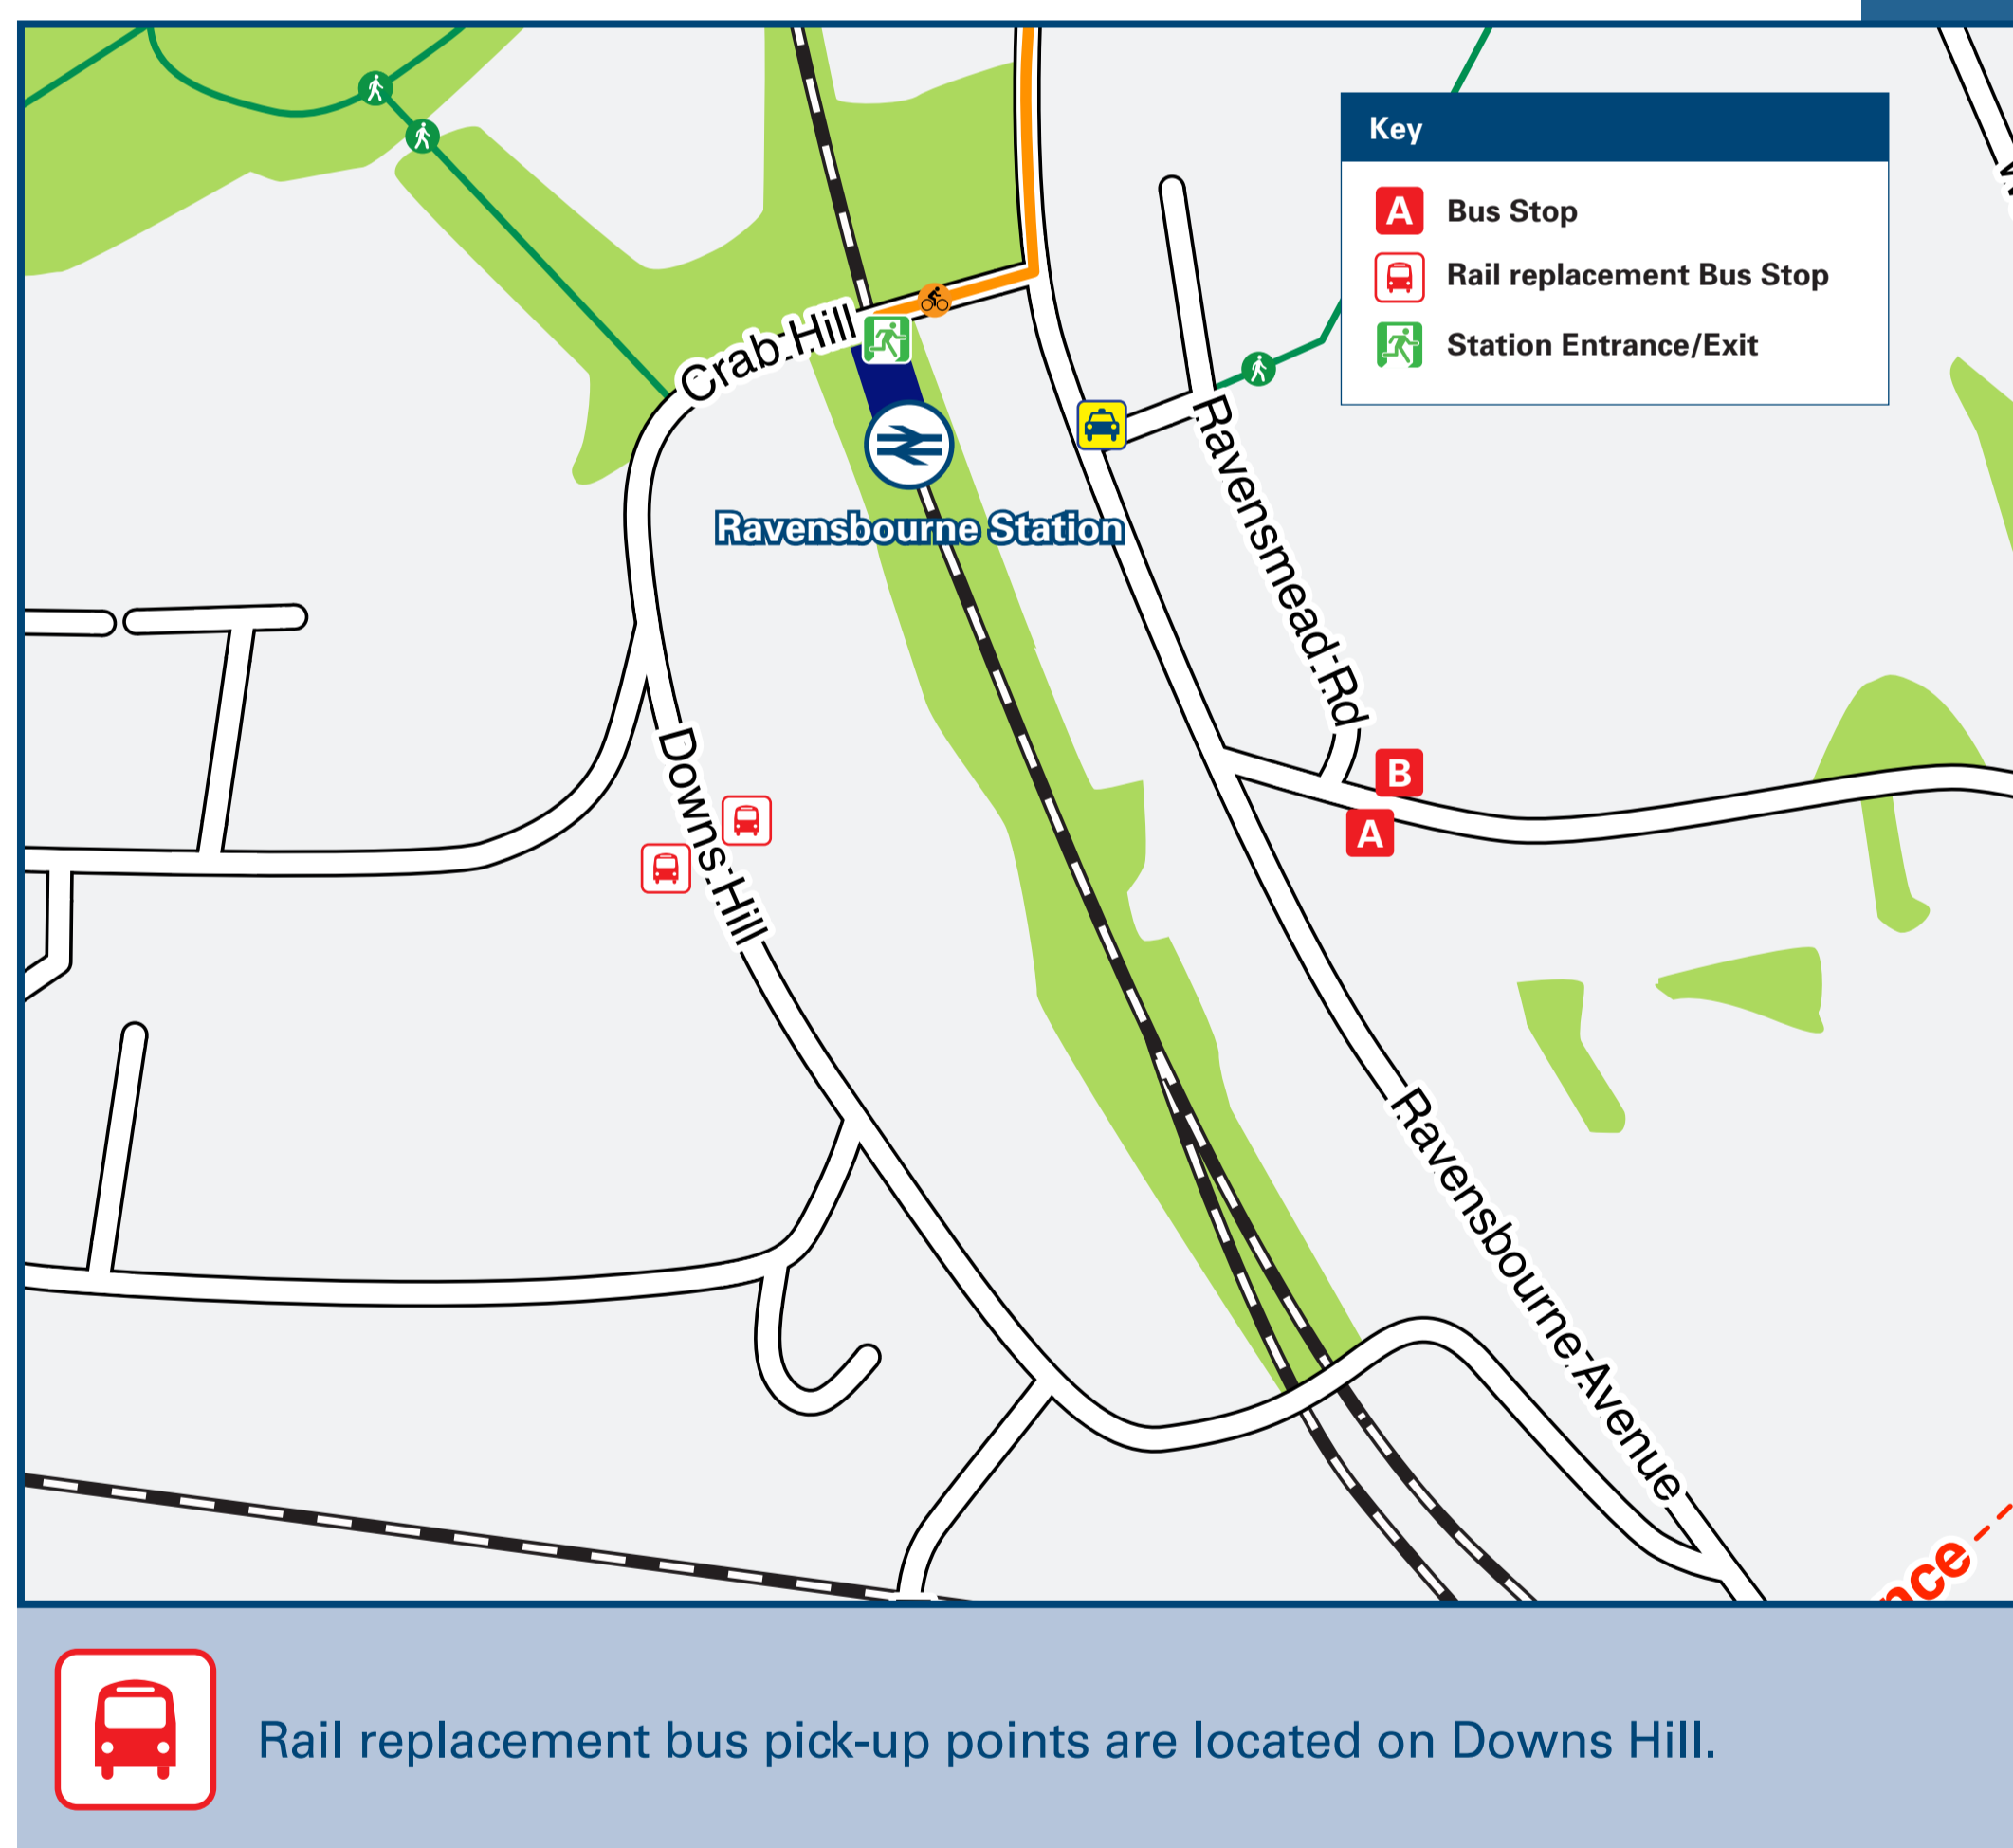 Key
A Bus Stop
Rail replacement Bus Stop
Station Entrance/Exit
Crab Hill
Ravensbourne Station
Ravensmead Rd
Downs Hill
B
A
Ravensbourne Avenue
nce
Rail replacement bus pick-up points are located on Downs Hill.